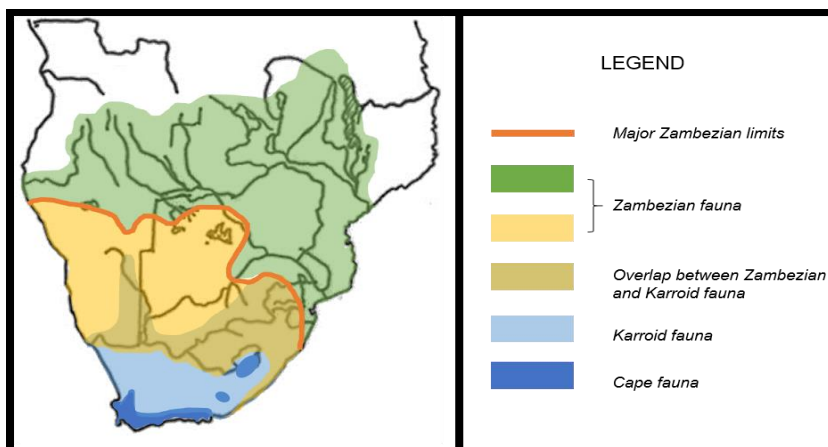 LEGEND
Major Zambezian limits
Zambezian fauna
Overlap between Zambezian
and Karroid fauna
Karroid fauna
Cape fauna